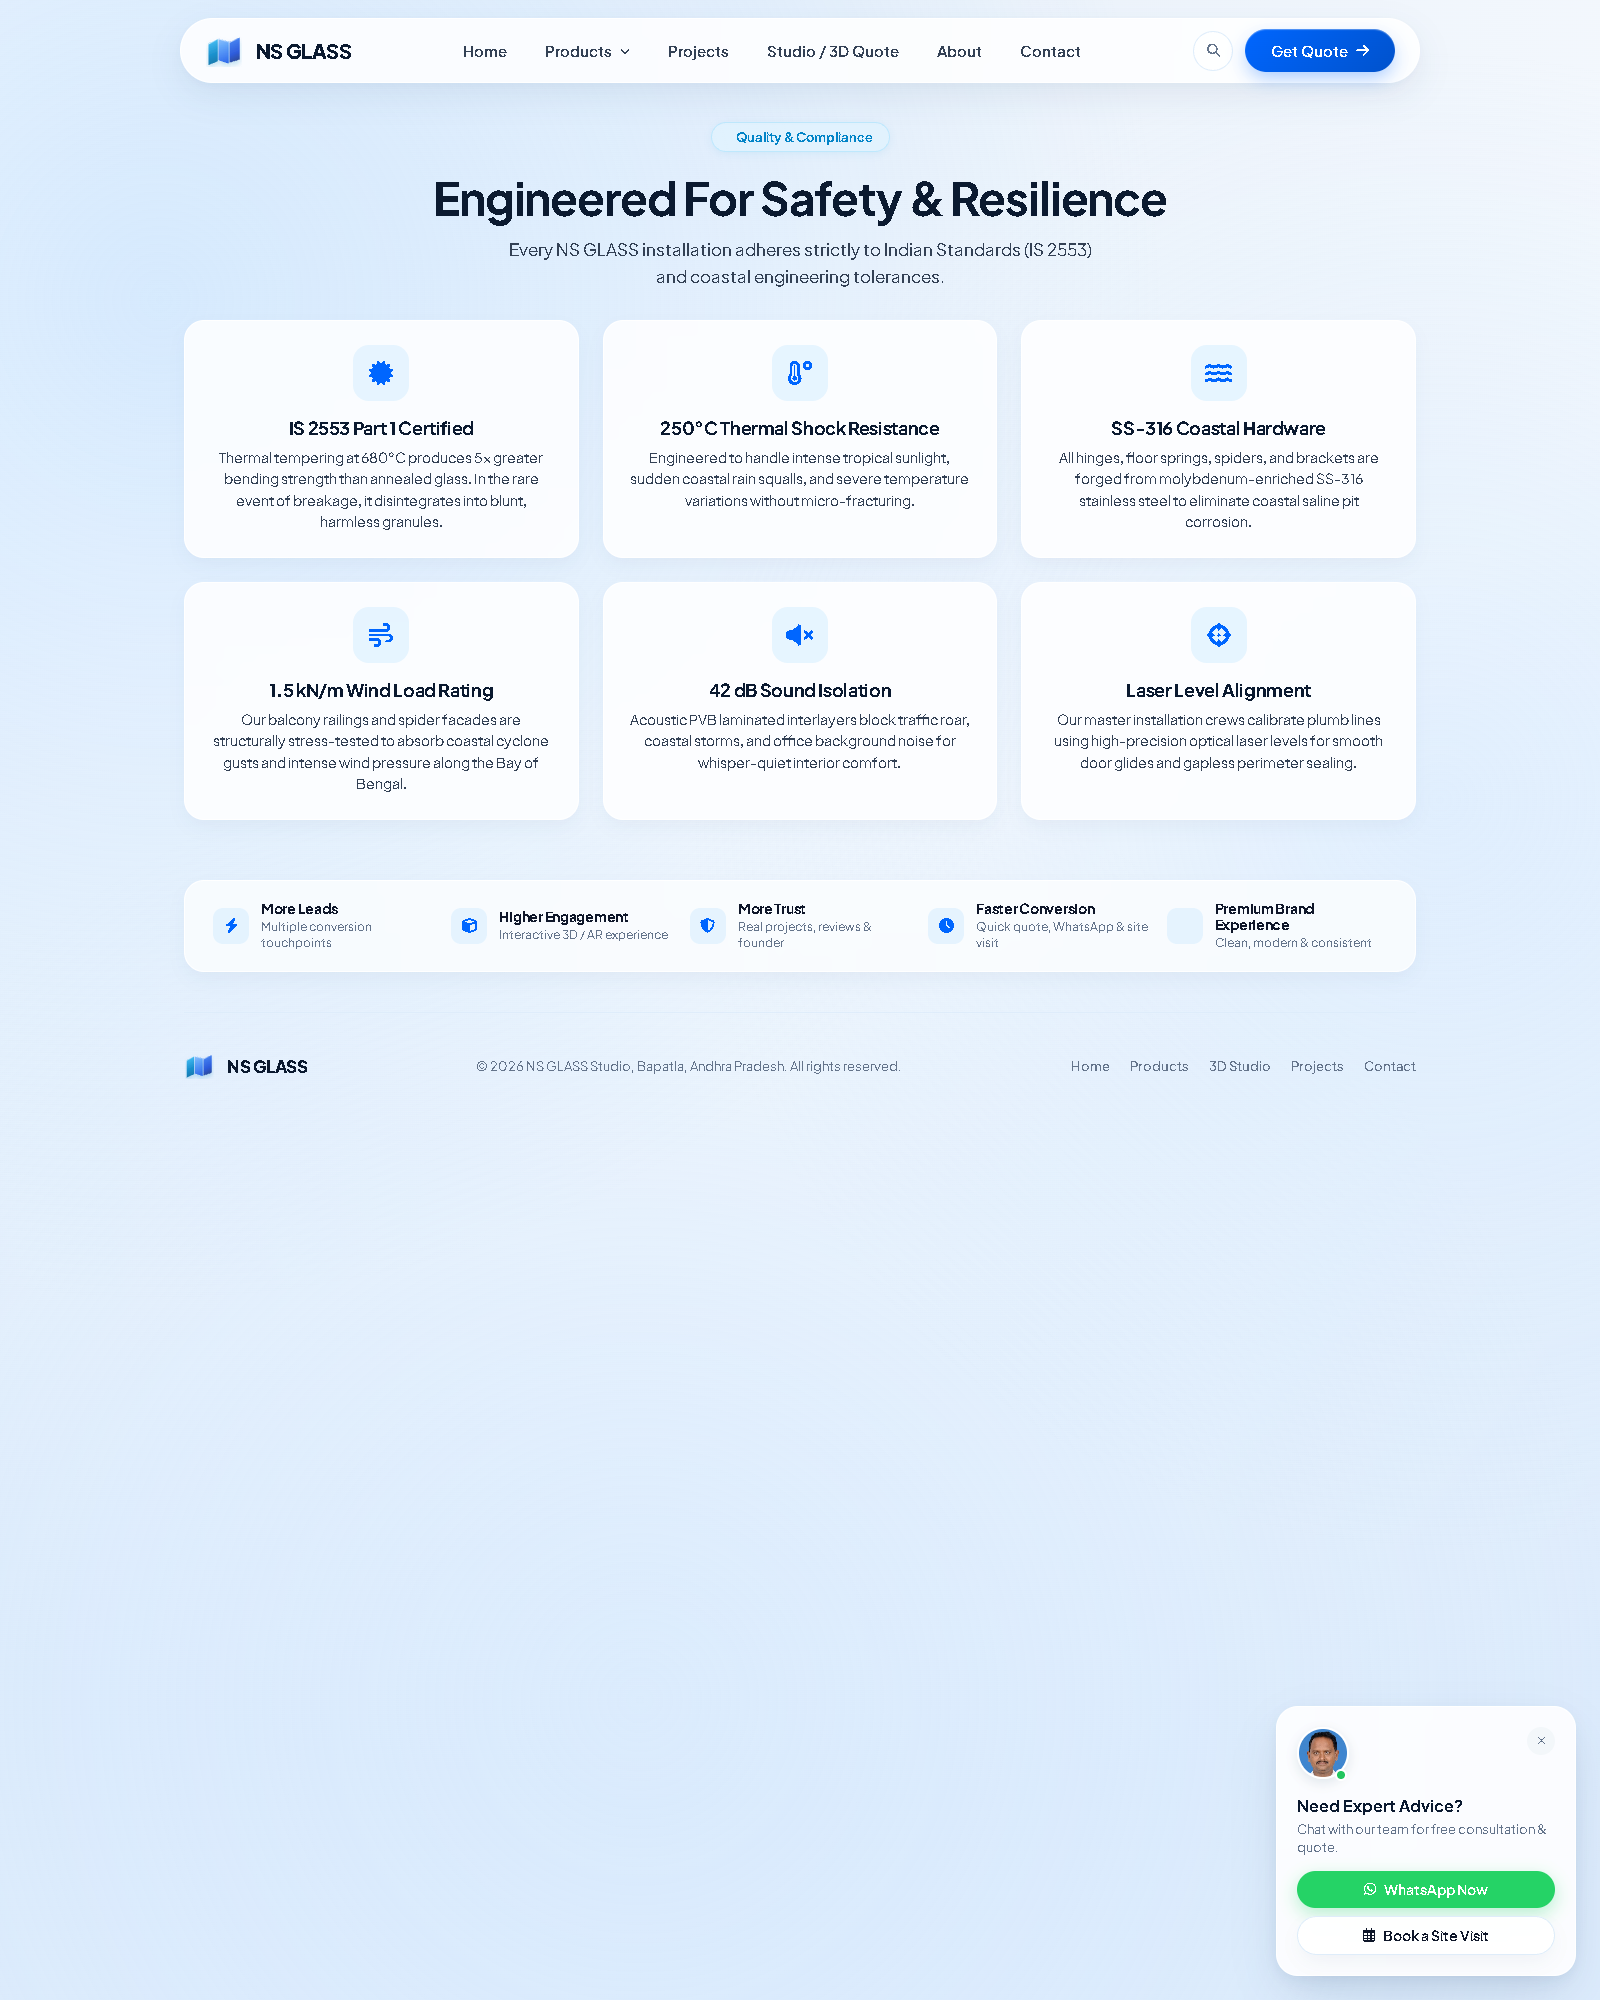 NS GLASS
Home
Products
Projects
Studio / 3D Quote
About
Contact
Get Quote
Quality & Compliance
Engineered For Safety & Resilience
Every NS GLASS installation adheres strictly to Indian Standards (IS 2553)
and coastal engineering tolerances.
IS 2553 Part 1 Certified
Thermal tempering at 680°C produces 5x greater
bending strength than annealed glass. In the rare
event of breakage, it disintegrates into blunt,
harmless granules.
250°C Thermal Shock Resistance
Engineered to handle intense tropical sunlight,
sudden coastal rain squalls, and severe temperature
variations without micro-fracturing.
SS-316 Coastal Hardware
All hinges, floor springs, spiders, and brackets are
forged from molybdenum-enriched SS-316
stainless steel to eliminate coastal saline pit
corrosion.
1.5 kN/m Wind Load Rating
Our balcony railings and spider facades are
structurally stress-tested to absorb coastal cyclone
gusts and intense wind pressure along the Bay of
Bengal.
42 dB Sound Isolation
Acoustic PVB laminated interlayers block traffic roar,
coastal storms, and office background noise for
whisper-quiet interior comfort.
Laser Level Alignment
Our master installation crews calibrate plumb lines
using high-precision optical laser levels for smooth
door glides and gapless perimeter sealing.
More Leads
Multiple conversion
touchpoints
Higher Engagement
Interactive 3D / AR experience
More Trust
Real projects, reviews &
founder
Faster Conversion
Quick quote, WhatsApp & site
visit
Premium Brand
Experience
Clean, modern & consistent
NS GLASS
© 2026 NS GLASS Studio, Bapatla, Andhra Pradesh. All rights reserved.
Home
Products
3D Studio
Projects
Contact
Need Expert Advice?
Chat with our team for free consultation &
quote.
WhatsApp Now
Book a Site Visit